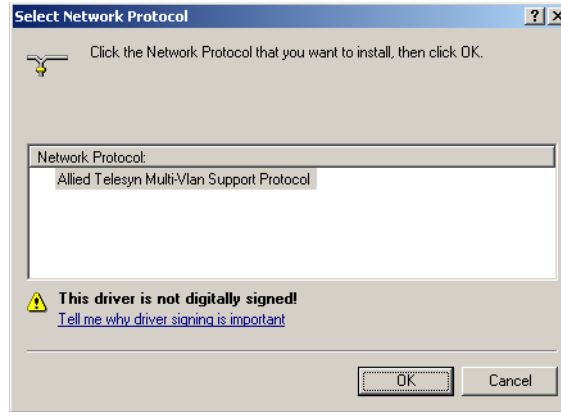 Select Network Protocol
Click the Network Protocol that you want to install, then click OK.
Network Protocol:
Allied Telesyn Multi-Vlan Support Protocol
This driver is not digitally signed!
Tell me why driver signing is important
OK Cancel